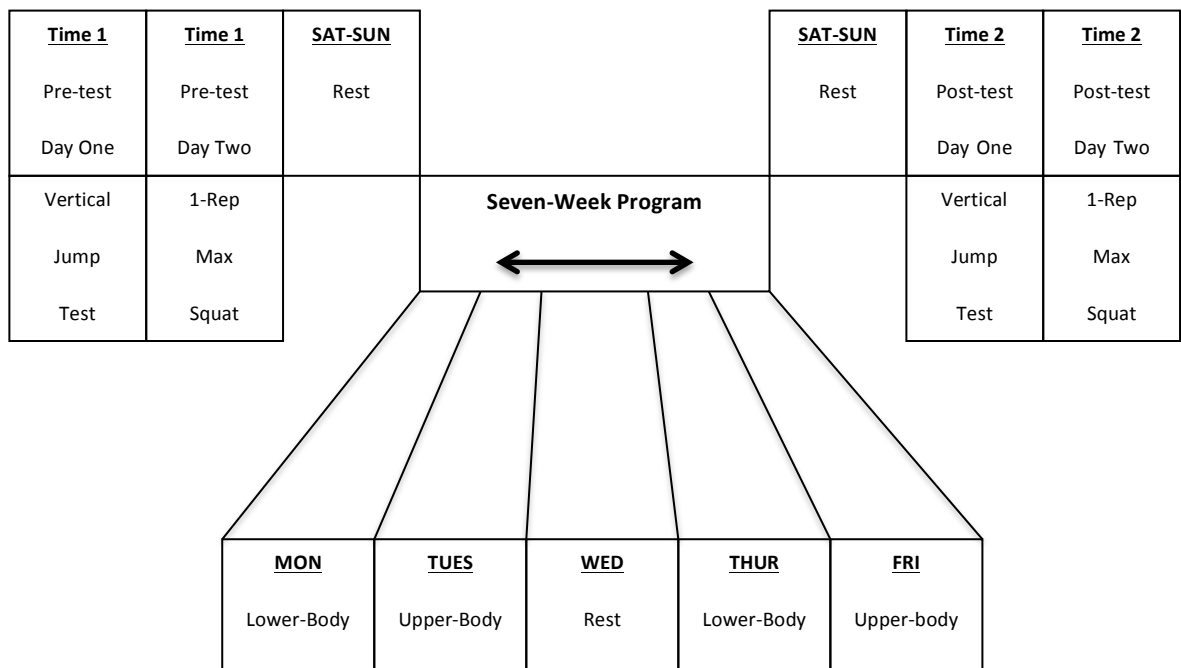 Time 1
Pre-test
Day One
Vertical
Jump
Test
Time 1
Pre-test
Day Two
1-Rep
Max
Squat
SAT-SUN
Rest
Seven-Week Program
SAT-SUN
Rest
Time 2
Post-test
Day One
Vertical
Jump
Test
Time 2
Post-test
Day Two
1-Rep
Max
Squat
MON
Lower-Body
TUES
Upper-Body
WED
Rest
THUR
Lower-Body
FRI
Upper-body